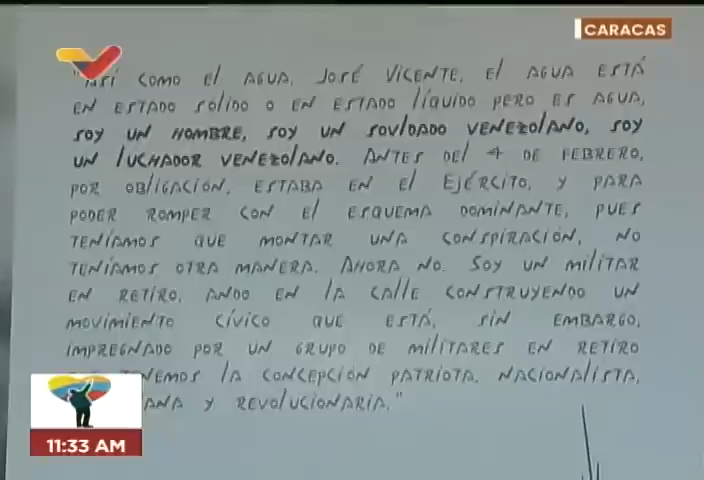 CARACAS
"Así como el agua, José Vicente, el agua está
en estado solido o en estado líquido pero es agua,
soy un hombre, soy un sovldado venezolano, soy
un luchador venezolano. Antes del 4 de febrero,
por obligación, estaba en el Ejército, y para
poder romper con el esquema dominante, pues
teníamos que montar una conspiración, no
teníamos otra manera. Ahora no. Soy un militar
en retiro, ando en la calle construyendo un
movimiento cívico que está, sin embargo,
impregnado por un grupo de militares en retiro
la concepción patriota, nacionalista,
y revolucionaria."
11:33 AM